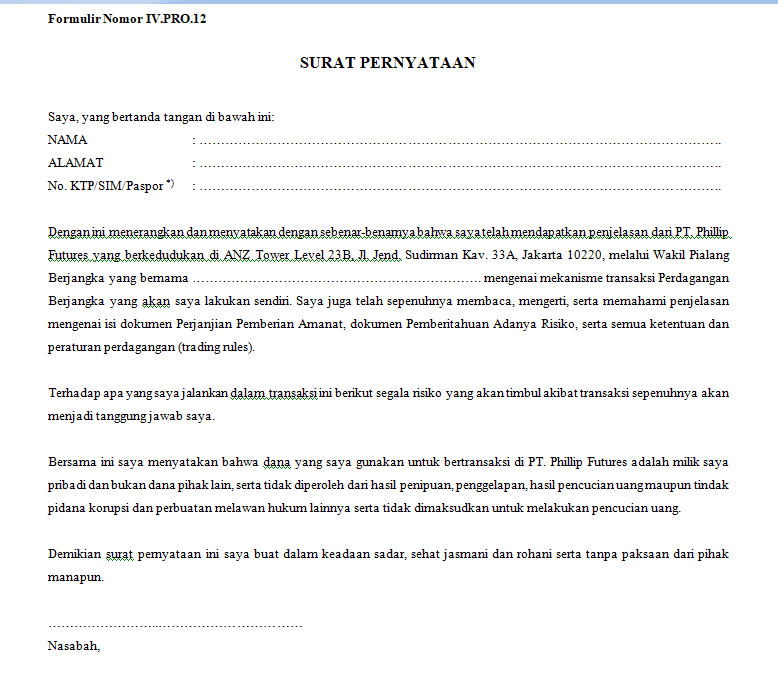 Formulir Nomor IV.PRO.12
SURAT PERNYATAAN
Saya, yang bertanda tangan di bawah ini:
NAMA : ……………………………………………………………………………………………………………..
ALAMAT : ……………………………………………………………………………………………………………..
No. KTP/SIM/Paspor *) : ……………………………………………………………………………………………………………..
Dengan ini menerangkan dan menyatakan dengan sebenar-benarnya bahwa saya telah mendapatkan penjelasan dari PT. Phillip
Futures yang berkedudukan di ANZ Tower Level 23B, Jl. Jend. Sudirman Kav. 33A, Jakarta 10220, melalui Wakil Pialang
Berjangka yang bernama …………………………………………………………… mengenai mekanisme transaksi Perdagangan
Berjangka yang akan saya lakukan sendiri. Saya juga telah sepenuhnya membaca, mengerti, serta memahami penjelasan
mengenai isi dokumen Perjanjian Pemberian Amanat, dokumen Pemberitahuan Adanya Risiko, serta semua ketentuan dan
peraturan perdagangan (trading rules).
Terhadap apa yang saya jalankan dalam transaksi ini berikut segala risiko yang akan timbul akibat transaksi sepenuhnya akan
menjadi tanggung jawab saya.
Bersama ini saya menyatakan bahwa dana yang saya gunakan untuk bertransaksi di PT. Phillip Futures adalah milik saya
pribadi dan bukan dana pihak lain, serta tidak diperoleh dari hasil penipuan, penggelapan, hasil pencucian uang maupun tindak
pidana korupsi dan perbuatan melawan hukum lainnya serta tidak dimaksudkan untuk melakukan pencucian uang.
Demikian surat pernyataan ini saya buat dalam keadaan sadar, sehat jasmani dan rohani serta tanpa paksaan dari pihak
manapun.
……………………..……………………………
Nasabah,